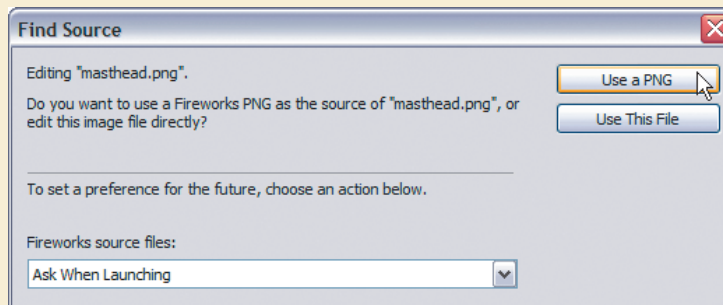 Find Source
Editing "masthead.png".
Do you want to use a Fireworks PNG as the source of "masthead.png", or
edit this image file directly?
Use a PNG
Use This File
To set a preference for the future, choose an action below.
Fireworks source files:
Ask When Launching